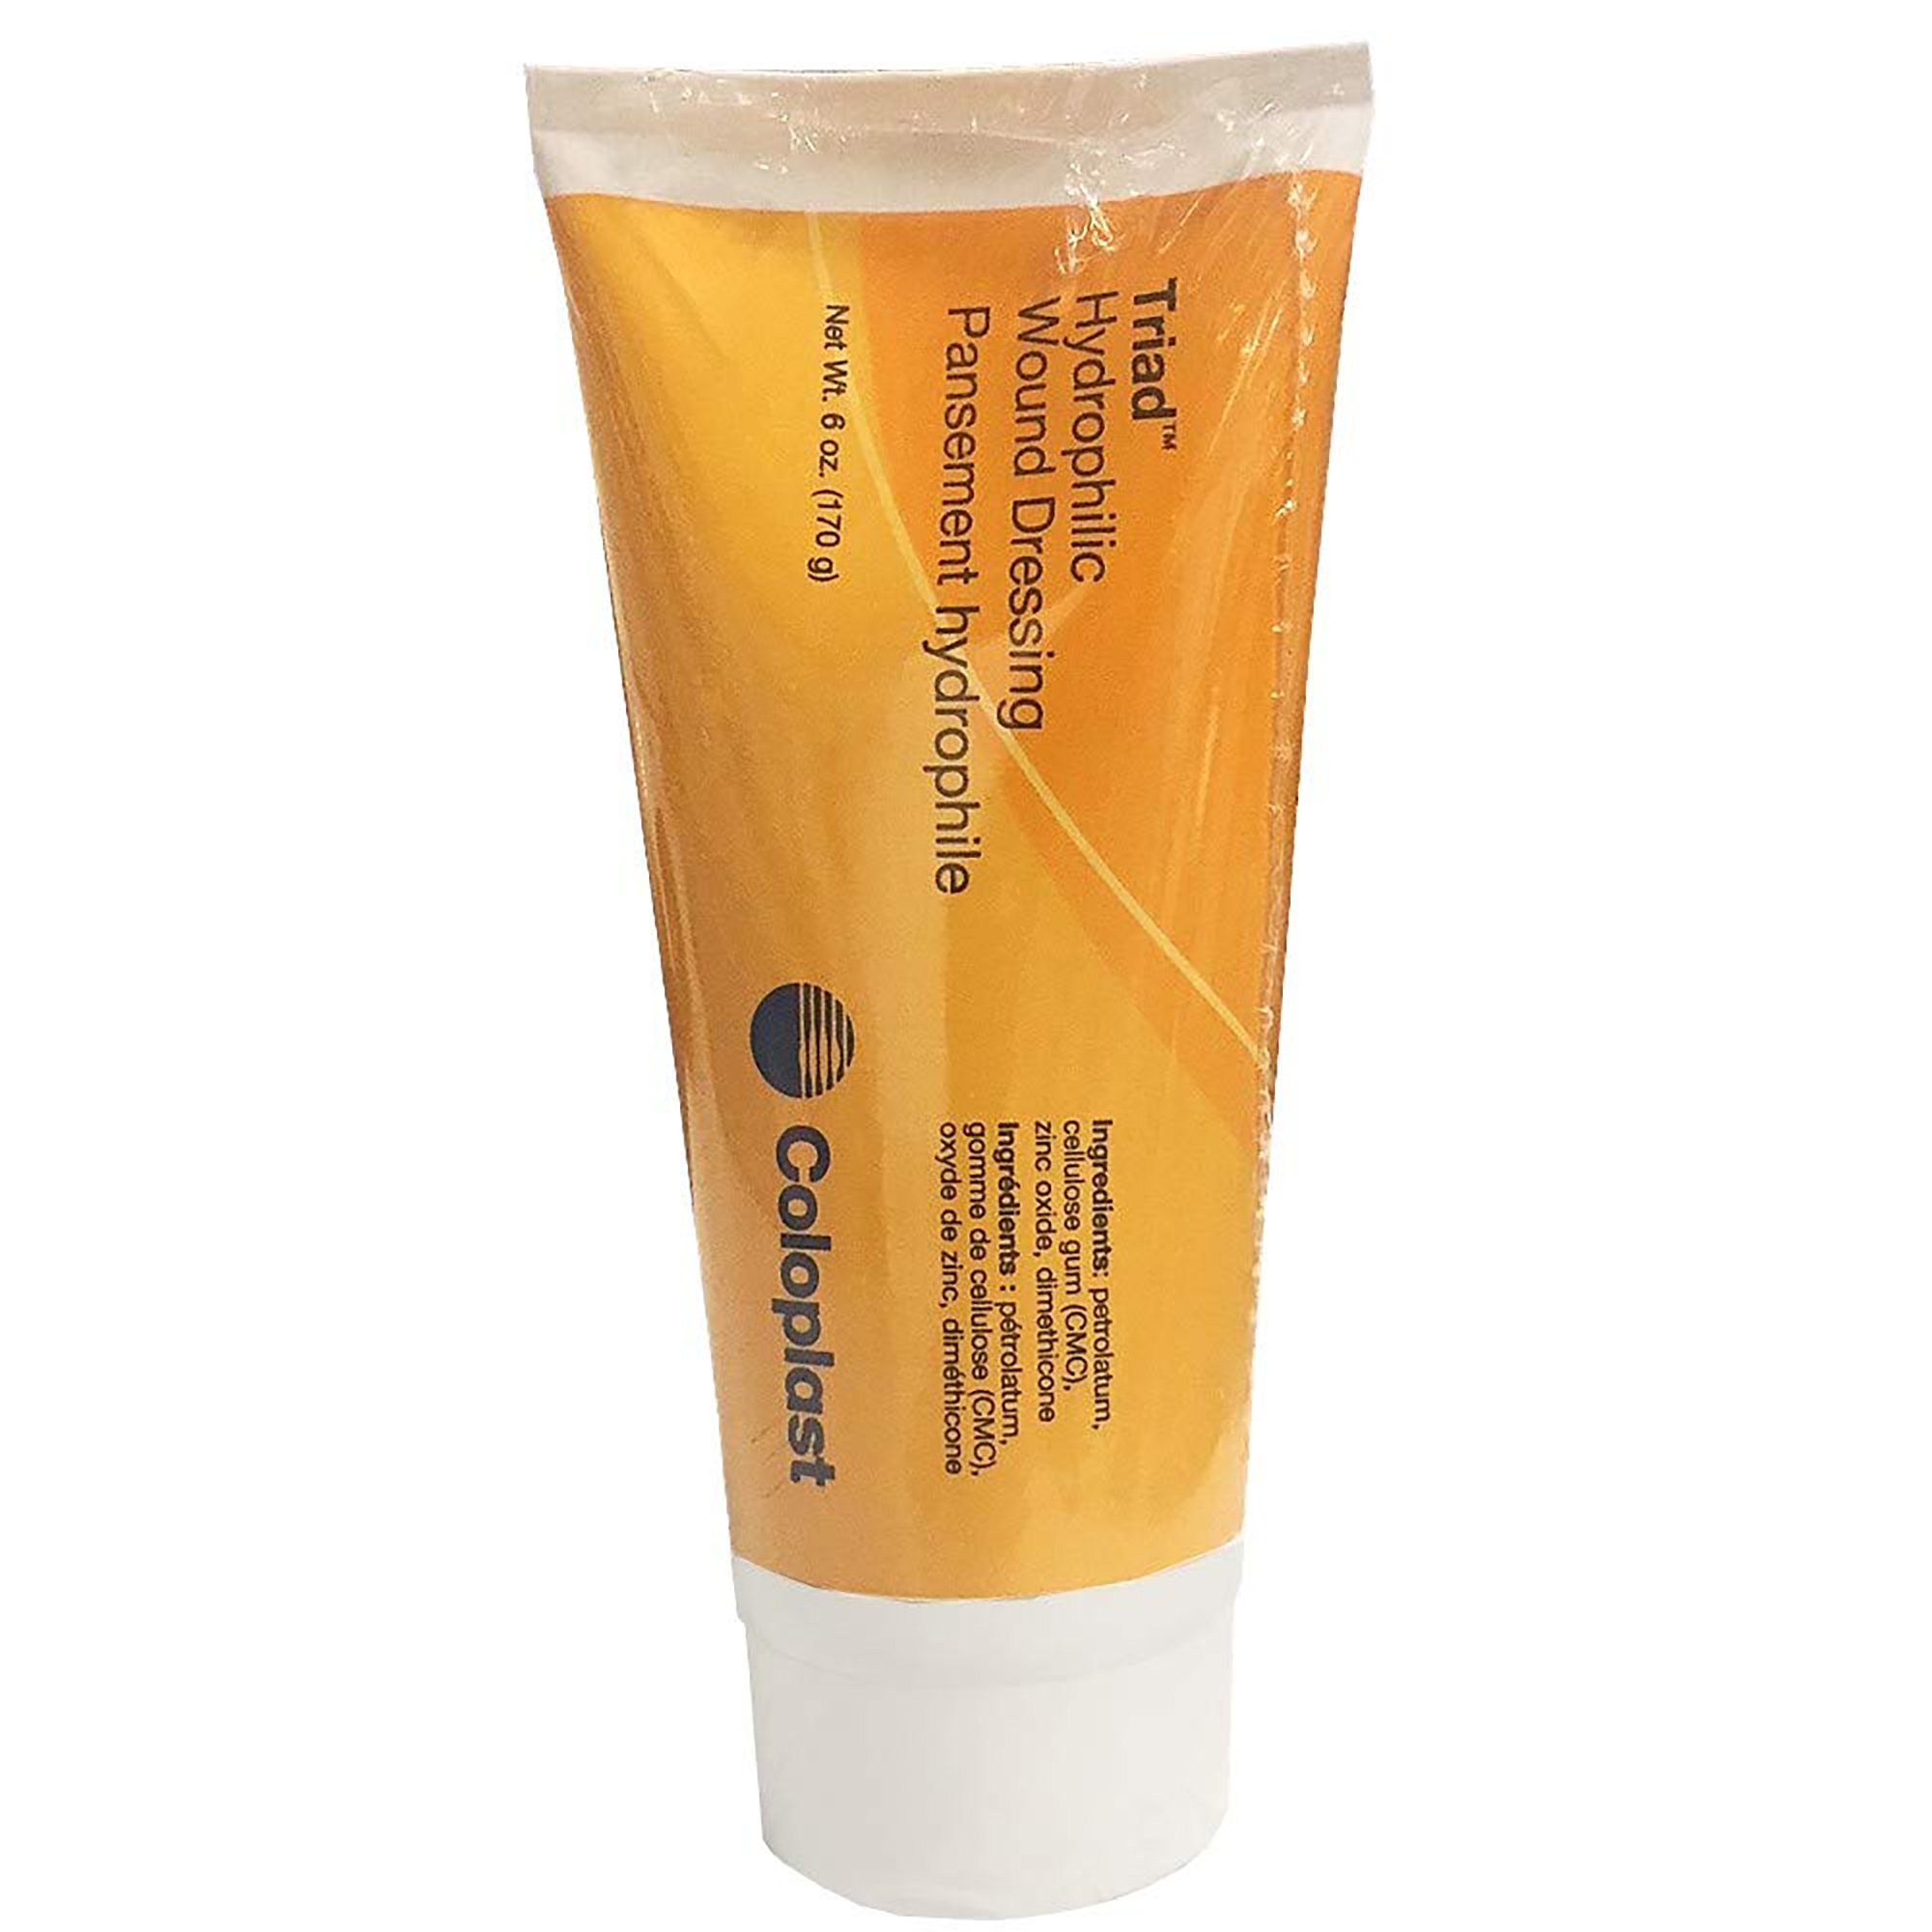 Triad™
Hydrophilic
Wound Dressing
Pansement hydrophile
Net Wt. 6 oz. (170 g)
Ingredients: petrolatum,
cellulose gum (CMC),
zinc oxide, dimethicone
Ingrédients : pétrolatum,
gomme de cellulose (CMC),
oxyde de zinc, diméthicone
Coloplast